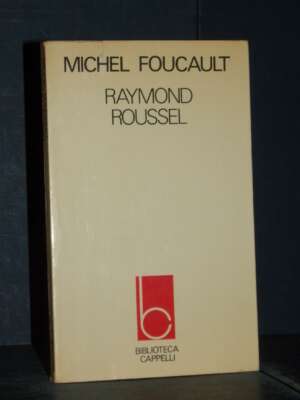 MICHEL FOUCAULT
RAYMOND
ROUSSEL
BIBLIOTECA
CAPPELLI